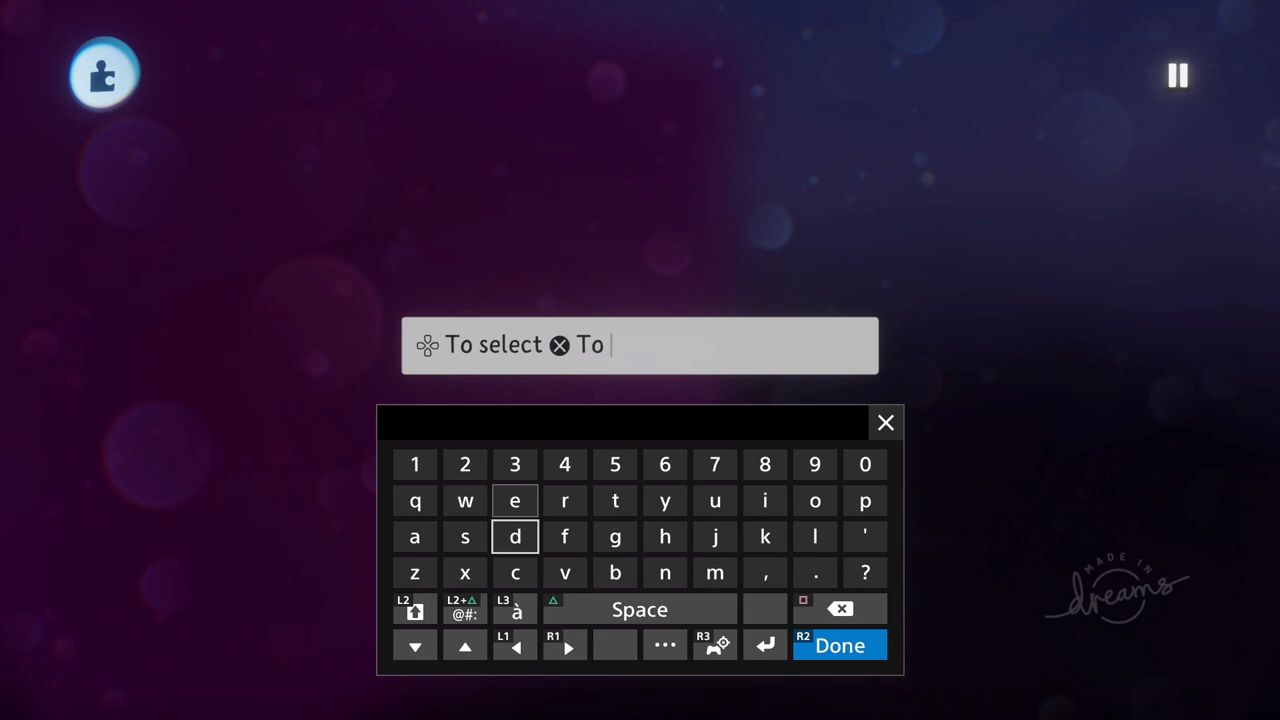 To select ⓧ To
1 2 3 4 5 6 7 8 9 0
q w e r t y u i o p
a s d f g h j k l '
z x c v b n m , . ?
L2 L2+△ @#: L3 à △ Space
L1 R1 ... R3 R2 Done
MADE IN
dreams